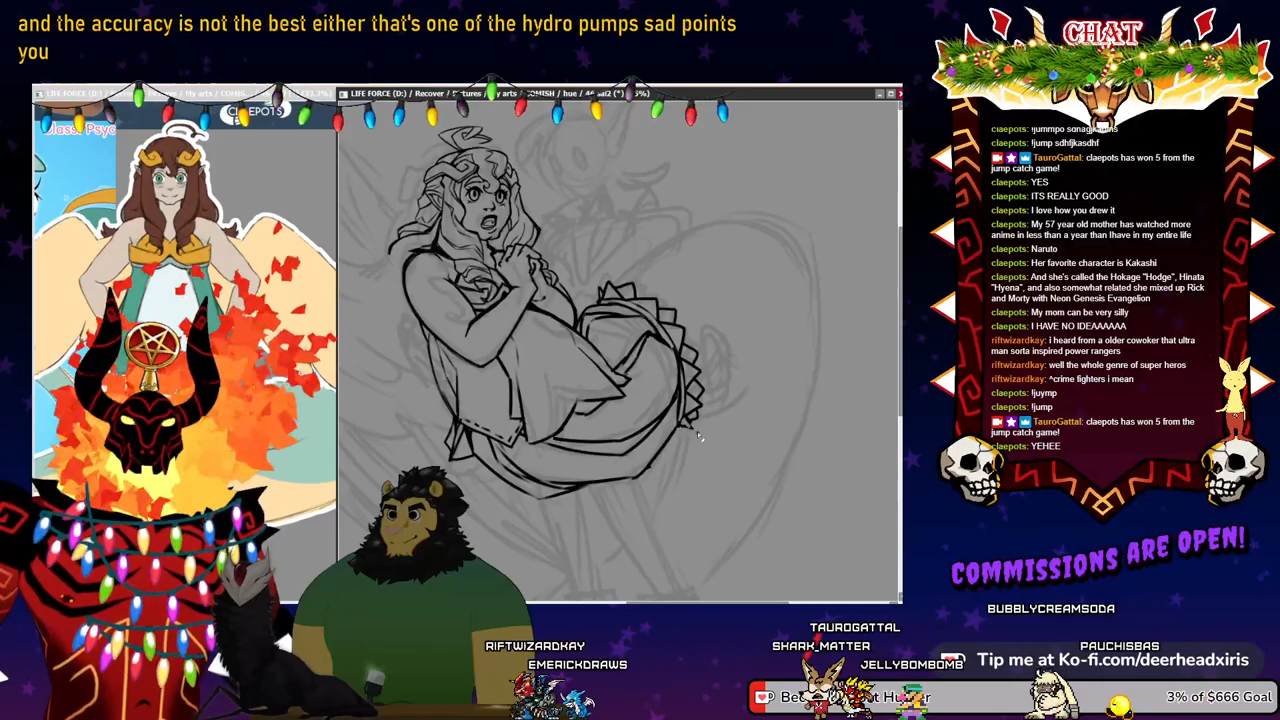 and the accuracy is not the best either that's one of the hydro pumps sad points
you
CHAT
CLAEPOTS
claepots: !jump sdhfjkasdhf
TauroGattal: claepots has won 5 from the
jump catch game!
claepots: YES
claepots: ITS REALLY GOOD
claepots: I love how you drew it
claepots: My 57 year old mother has watched more
anime in less than a year than Ihave in my entire life
claepots: Naruto
claepots: Her favorite character is Kakashi
claepots: And she's called the Hokage "Hodge", Hinata
"Hyena", and also somewhat related she mixed up Rick
and Morty with Neon Genesis Evangelion
claepots: My mom can be very silly
claepots: I HAVE NO IDEAAAAAA
riftwizardkay: i heard from a older cowoker that ultra
man sorta inspired power rangers
riftwizardkay: well the whole genre of super heros
riftwizardkay: ^crime fighters i mean
claepots: !juymp
claepots: !jump
TauroGattal: claepots has won 5 from the
jump catch game!
claepots: YEHEE
COMMISSIONS ARE OPEN!
BUBBLYCREAMSODA
TAUROGATTAL
RIFTWIZARDKAY
SHARK_MATTER
PAUCHISBAS
EMERICKDRAWS
JELLYBOMBOMB
Tip me at Ko-fi.com/deerheadxiris
3% of $666 Goal